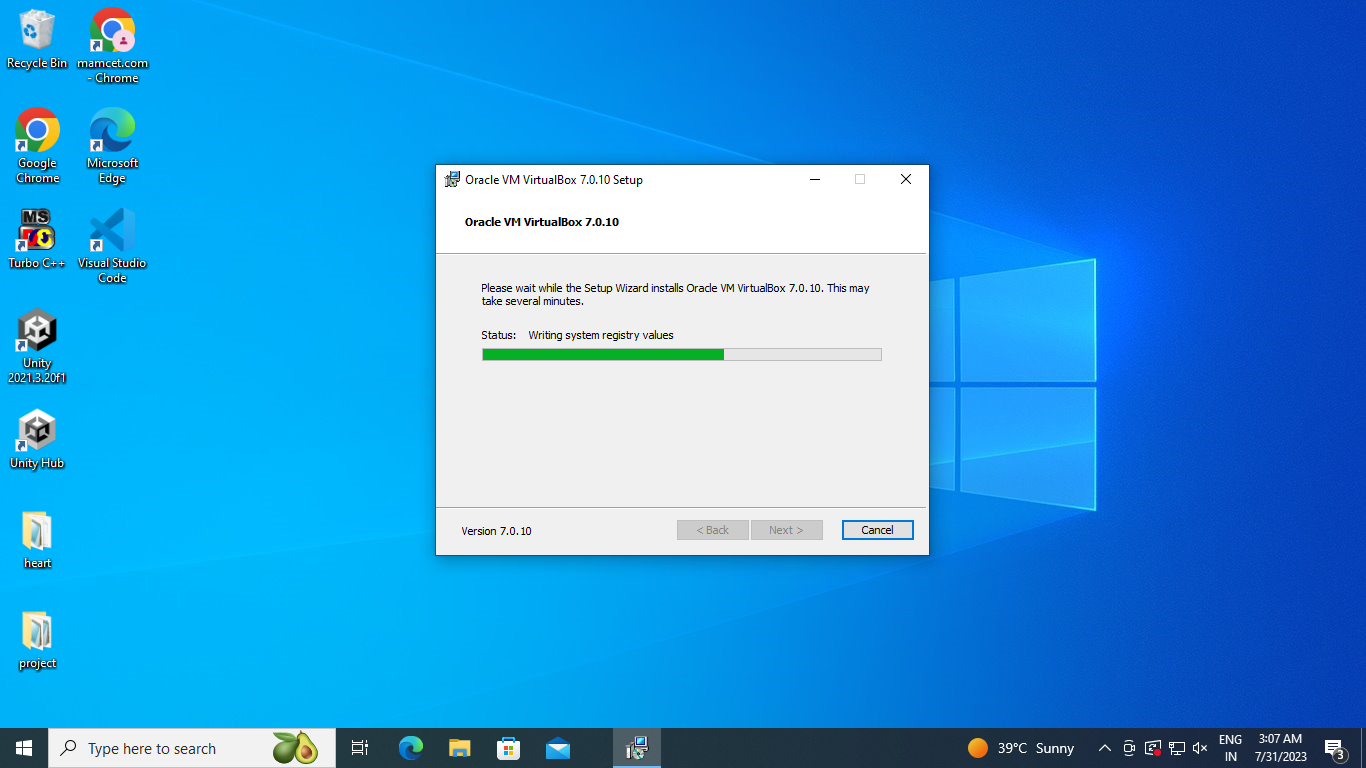 Recycle Bin
mamcet.com
- Chrome
Google
Chrome
Microsoft
Edge
MS
Turbo C++
Visual Studio
Code
Unity
2021.3.20f1
Unity Hub
heart
project
Oracle VM VirtualBox 7.0.10 Setup
Oracle VM VirtualBox 7.0.10
Please wait while the Setup Wizard installs Oracle VM VirtualBox 7.0.10. This may
take several minutes.
Status: Writing system registry values
Version 7.0.10
< Back
Next >
Cancel
Type here to search
39°C Sunny
ENG
IN
3:07 AM
7/31/2023
3